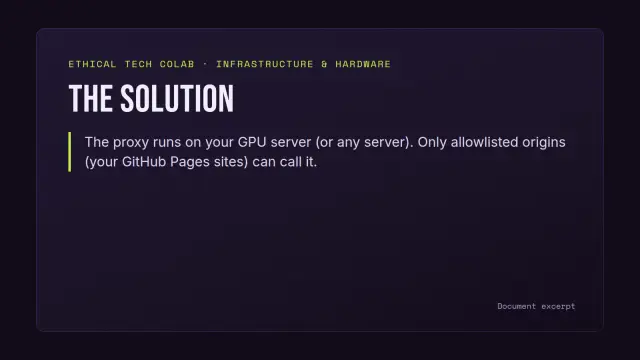 ETHICAL TECH COLAB · INFRASTRUCTURE & HARDWARE
THE SOLUTION
The proxy runs on your GPU server (or any server). Only allowlisted origins
(your GitHub Pages sites) can call it.
Document excerpt